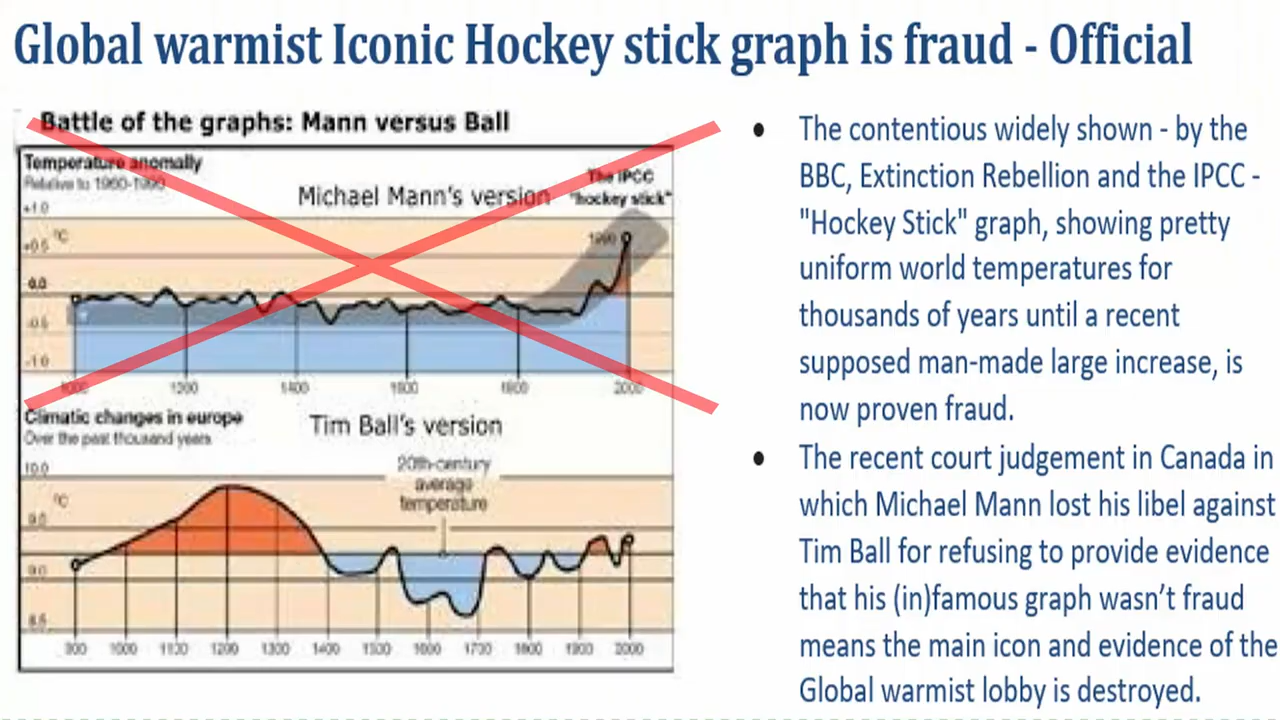 Global warmist Iconic Hockey stick graph is fraud - Official
Battle of the graphs: Mann versus Ball
Temperature anomally
Relative to 1960-1990
Michael Mann's version
The IPCC
"hockey stick"
+1.0
°C
+0.5
1990
0.0
-0.5
-1.0
1000 1200 1400 1600 1800 2000
Climatic changes in europe
Over the past thousand years
Tim Ball's version
20th-century
average
temperature
10.0
°C
9.0
8.5
900 1000 1100 1200 1300 1400 1500 1600 1700 1800 1900 2000
• The contentious widely shown - by the
BBC, Extinction Rebellion and the IPCC -
"Hockey Stick" graph, showing pretty
uniform world temperatures for
thousands of years until a recent
supposed man-made large increase, is
now proven fraud.
• The recent court judgement in Canada in
which Michael Mann lost his libel against
Tim Ball for refusing to provide evidence
that his (in)famous graph wasn't fraud
means the main icon and evidence of the
Global warmist lobby is destroyed.